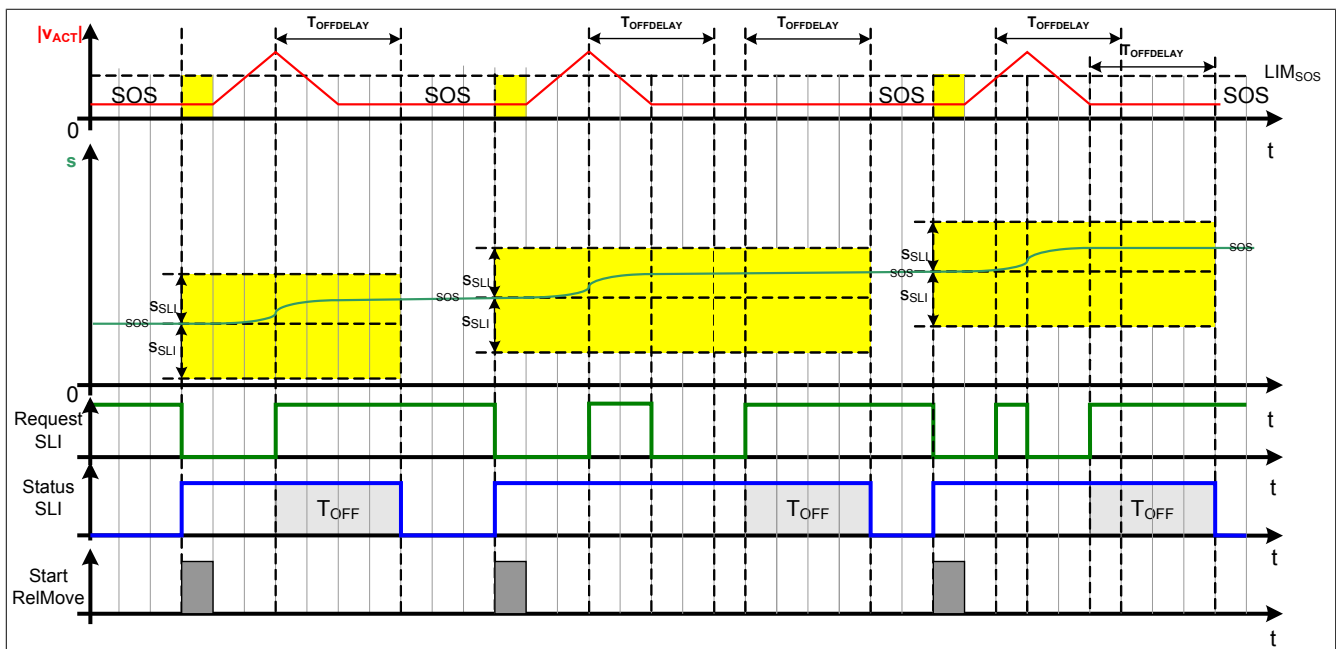 |vACT|
TOFFDELAY
TOFFDELAY
TOFFDELAY
TOFFDELAY
TOFFDELAY
LIMSOS
SOS
SOS
SOS
SOS
0
t
s
SOS
sSLI
sSLI
SOS
sSLI
sSLI
SOS
sSLI
sSLI
SOS
0
t
Request
SLI
t
Status
SLI
TOFF
TOFF
TOFF
t
t
Start
RelMove
t